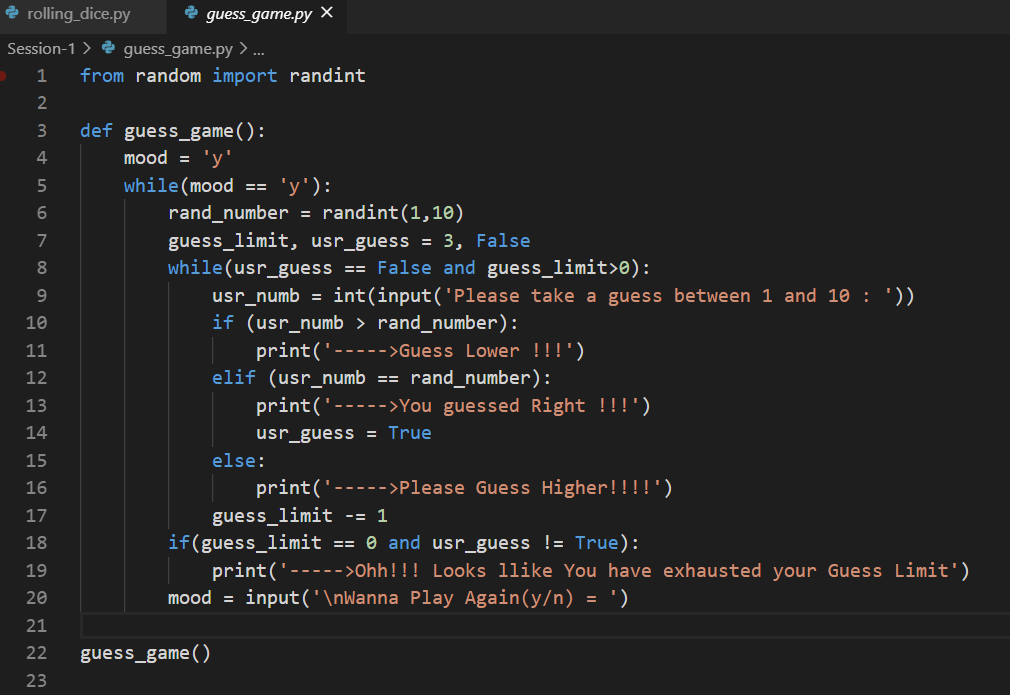 rolling_dice.py guess_game.py ×
Session-1 > guess_game.py > ...
1 from random import randint
2
3 def guess_game():
4     mood = 'y'
5     while(mood == 'y'):
6         rand_number = randint(1,10)
7         guess_limit, usr_guess = 3, False
8         while(usr_guess == False and guess_limit>0):
9             usr_numb = int(input('Please take a guess between 1 and 10 : '))
10             if (usr_numb > rand_number):
11                 print('----->Guess Lower !!!')
12             elif (usr_numb == rand_number):
13                 print('----->You guessed Right !!!')
14                 usr_guess = True
15             else:
16                 print('----->Please Guess Higher!!!!')
17             guess_limit -= 1
18         if(guess_limit == 0 and usr_guess != True):
19             print('----->Ohh!!! Looks llike You have exhausted your Guess Limit')
20         mood = input('\nWanna Play Again(y/n) = ')
21
22 guess_game()
23